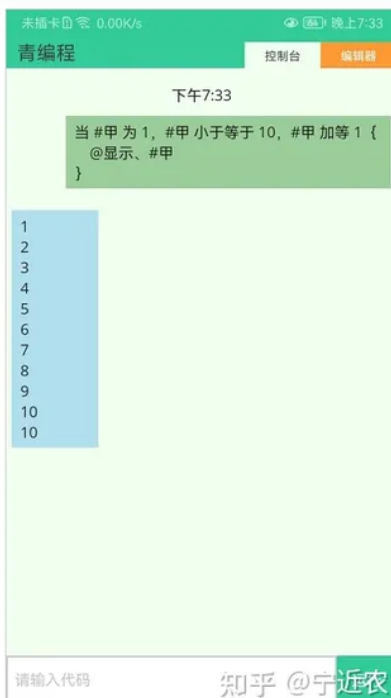 未插卡 0.00K/s 晚上7:33
青编程 控制台 编辑器
下午7:33
当 #甲 为 1，#甲 小于等于 10，#甲 加等 1｛
@显示、#甲
｝
1
2
3
4
5
6
7
8
9
10
10
请输入代码
知乎 @宁近农